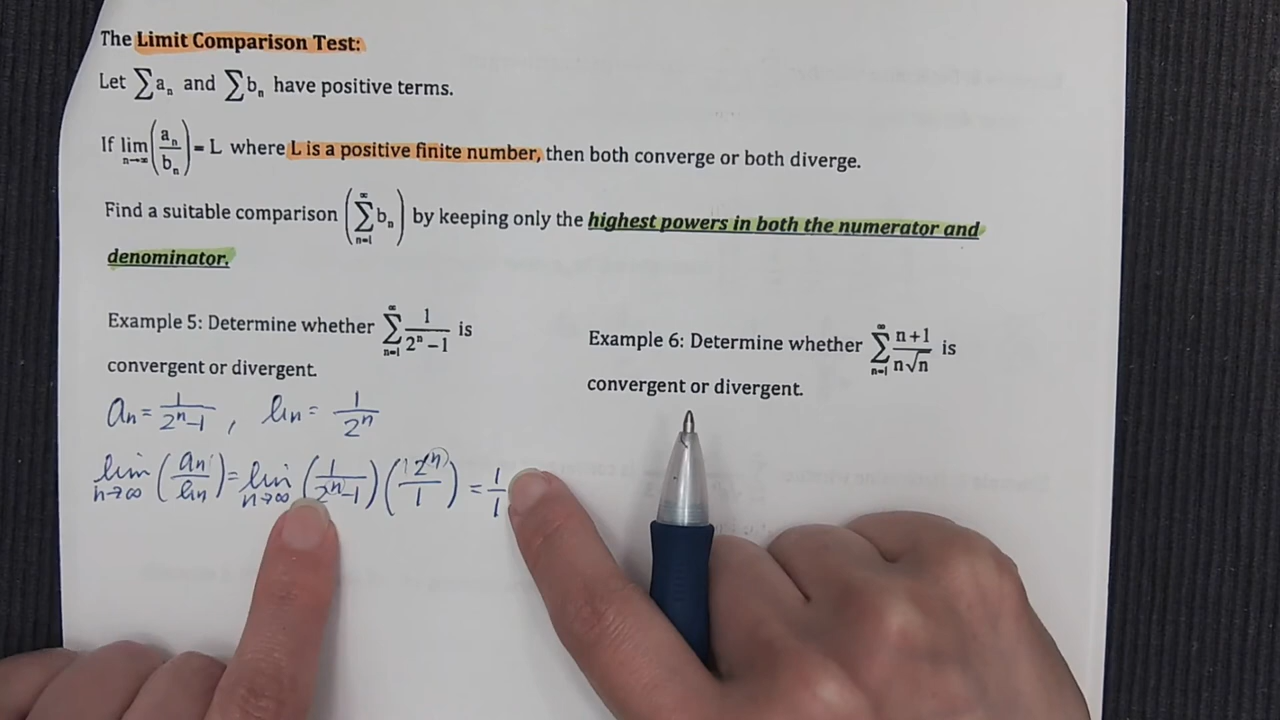 The Limit Comparison Test:
Let ∑aₙ and ∑bₙ have positive terms.
If lim n→∞ (aₙ/bₙ) = L where L is a positive finite number, then both converge or both diverge.
Find a suitable comparison (∑ n=1 ∞ bₙ) by keeping only the highest powers in both the numerator and
denominator.
Example 5: Determine whether ∑ n=1 ∞ 1/(2ⁿ−1) is
convergent or divergent.
aₙ = 1/(2ⁿ−1) , bₙ = 1/2ⁿ
lim n→∞ (aₙ/bₙ) = lim n→∞ (1/(2ⁿ−1)) (1·2ⁿ/1) = 1/1
Example 6: Determine whether ∑ n=1 ∞ (n+1)/(n√n) is
convergent or divergent.